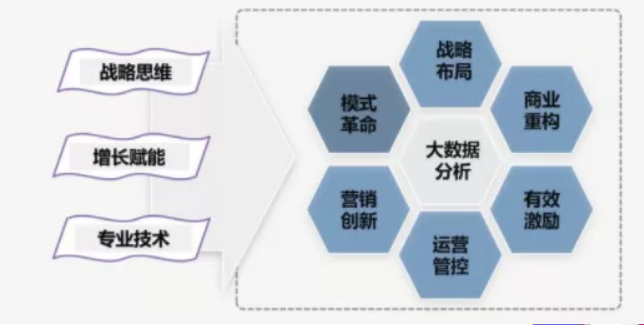 战略思维
增长赋能
专业技术
战略
布局
模式
革命
商业
重构
大数据
分析
营销
创新
有效
激励
运营
管控